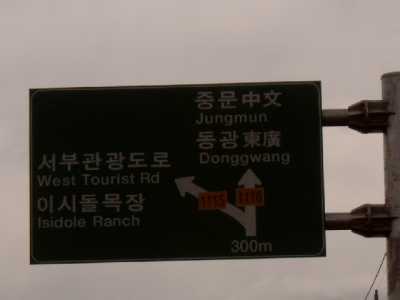 중문中文
Jungmun
동광東廣
Donggwang
서부관광도로
West Tourist Rd
이시돌목장
Isidole Ranch
1115 1116
300m